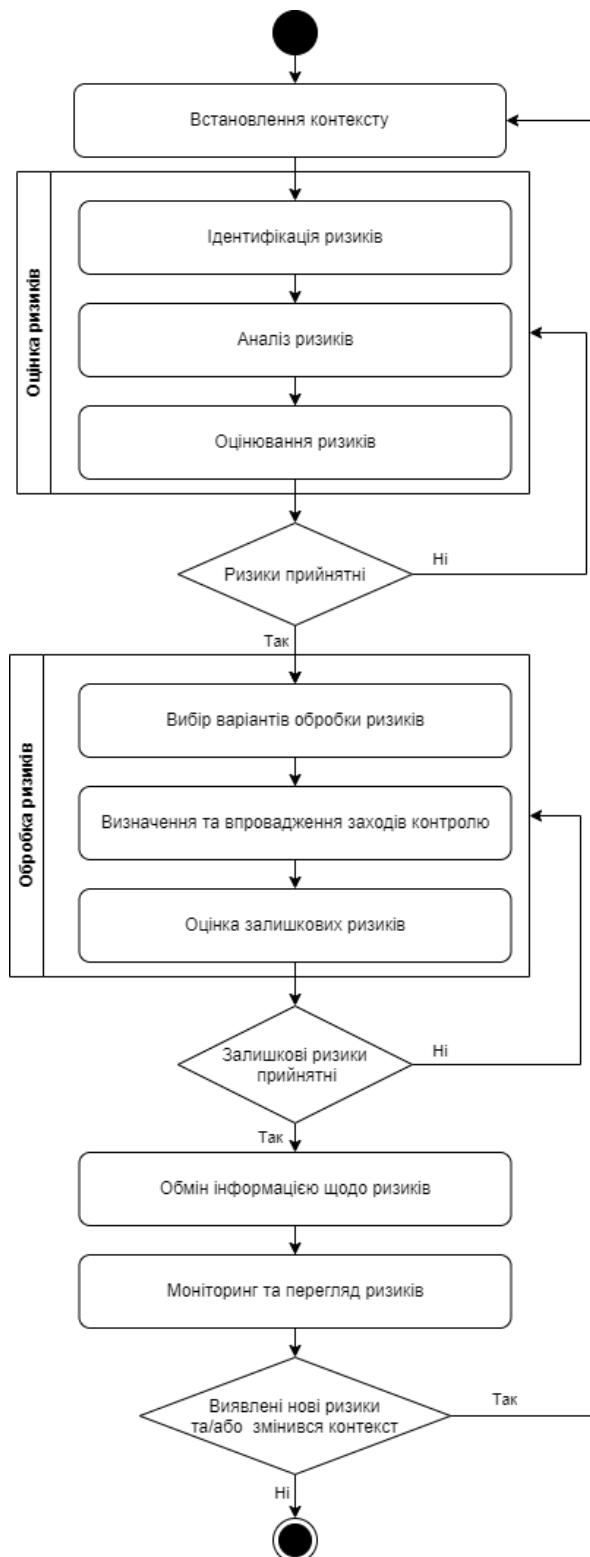 Встановлення контексту
Оцінка ризиків
Ідентифікація ризиків
Аналіз ризиків
Оцінювання ризиків
Ризики прийнятні
Ні
Так
Обробка ризиків
Вибір варіантів обробки ризиків
Визначення та впровадження заходів контролю
Оцінка залишкових ризиків
Залишкові ризики
прийнятні
Ні
Так
Обмін інформацією щодо ризиків
Моніторинг та перегляд ризиків
Виявлені нові ризики
та/або змінився контекст
Так
Ні